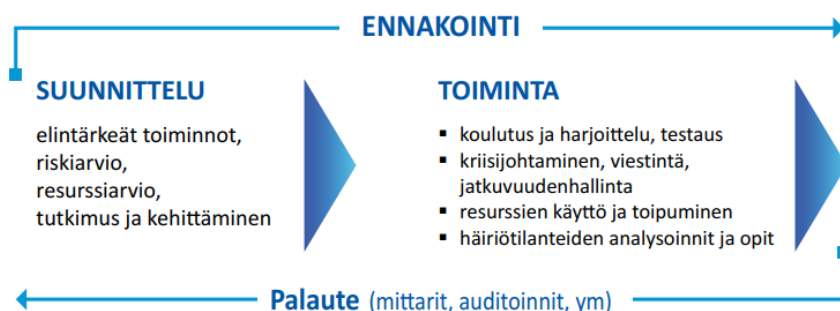 ENNAKOINTI
SUUNNITTELU
elintärkeät toiminnot,
riskiarvio,
resurssiarvio,
tutkimus ja kehittäminen
TOIMINTA
▪ koulutus ja harjoittelu, testaus
▪ kriisijohtaminen, viestintä,
jatkuvuudenhallinta
▪ resurssien käyttö ja toipuminen
▪ häiriötilanteiden analysoinnit ja opit
Palaute (mittarit, auditoinnit, ym)